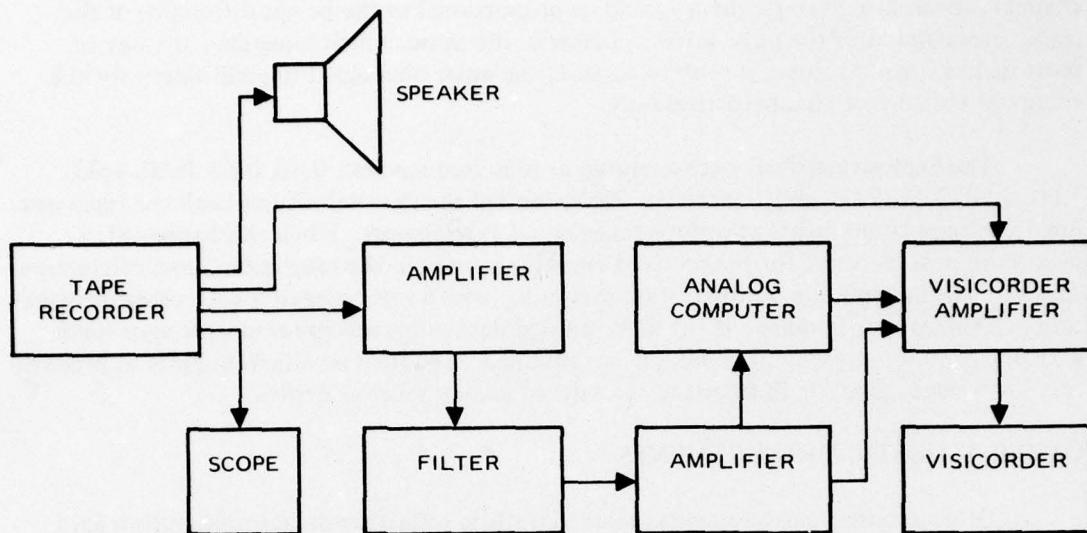 SPEAKER
TAPE
RECORDER
AMPLIFIER
ANALOG
COMPUTER
VISICORDER
AMPLIFIER
SCOPE
FILTER
AMPLIFIER
VISICORDER